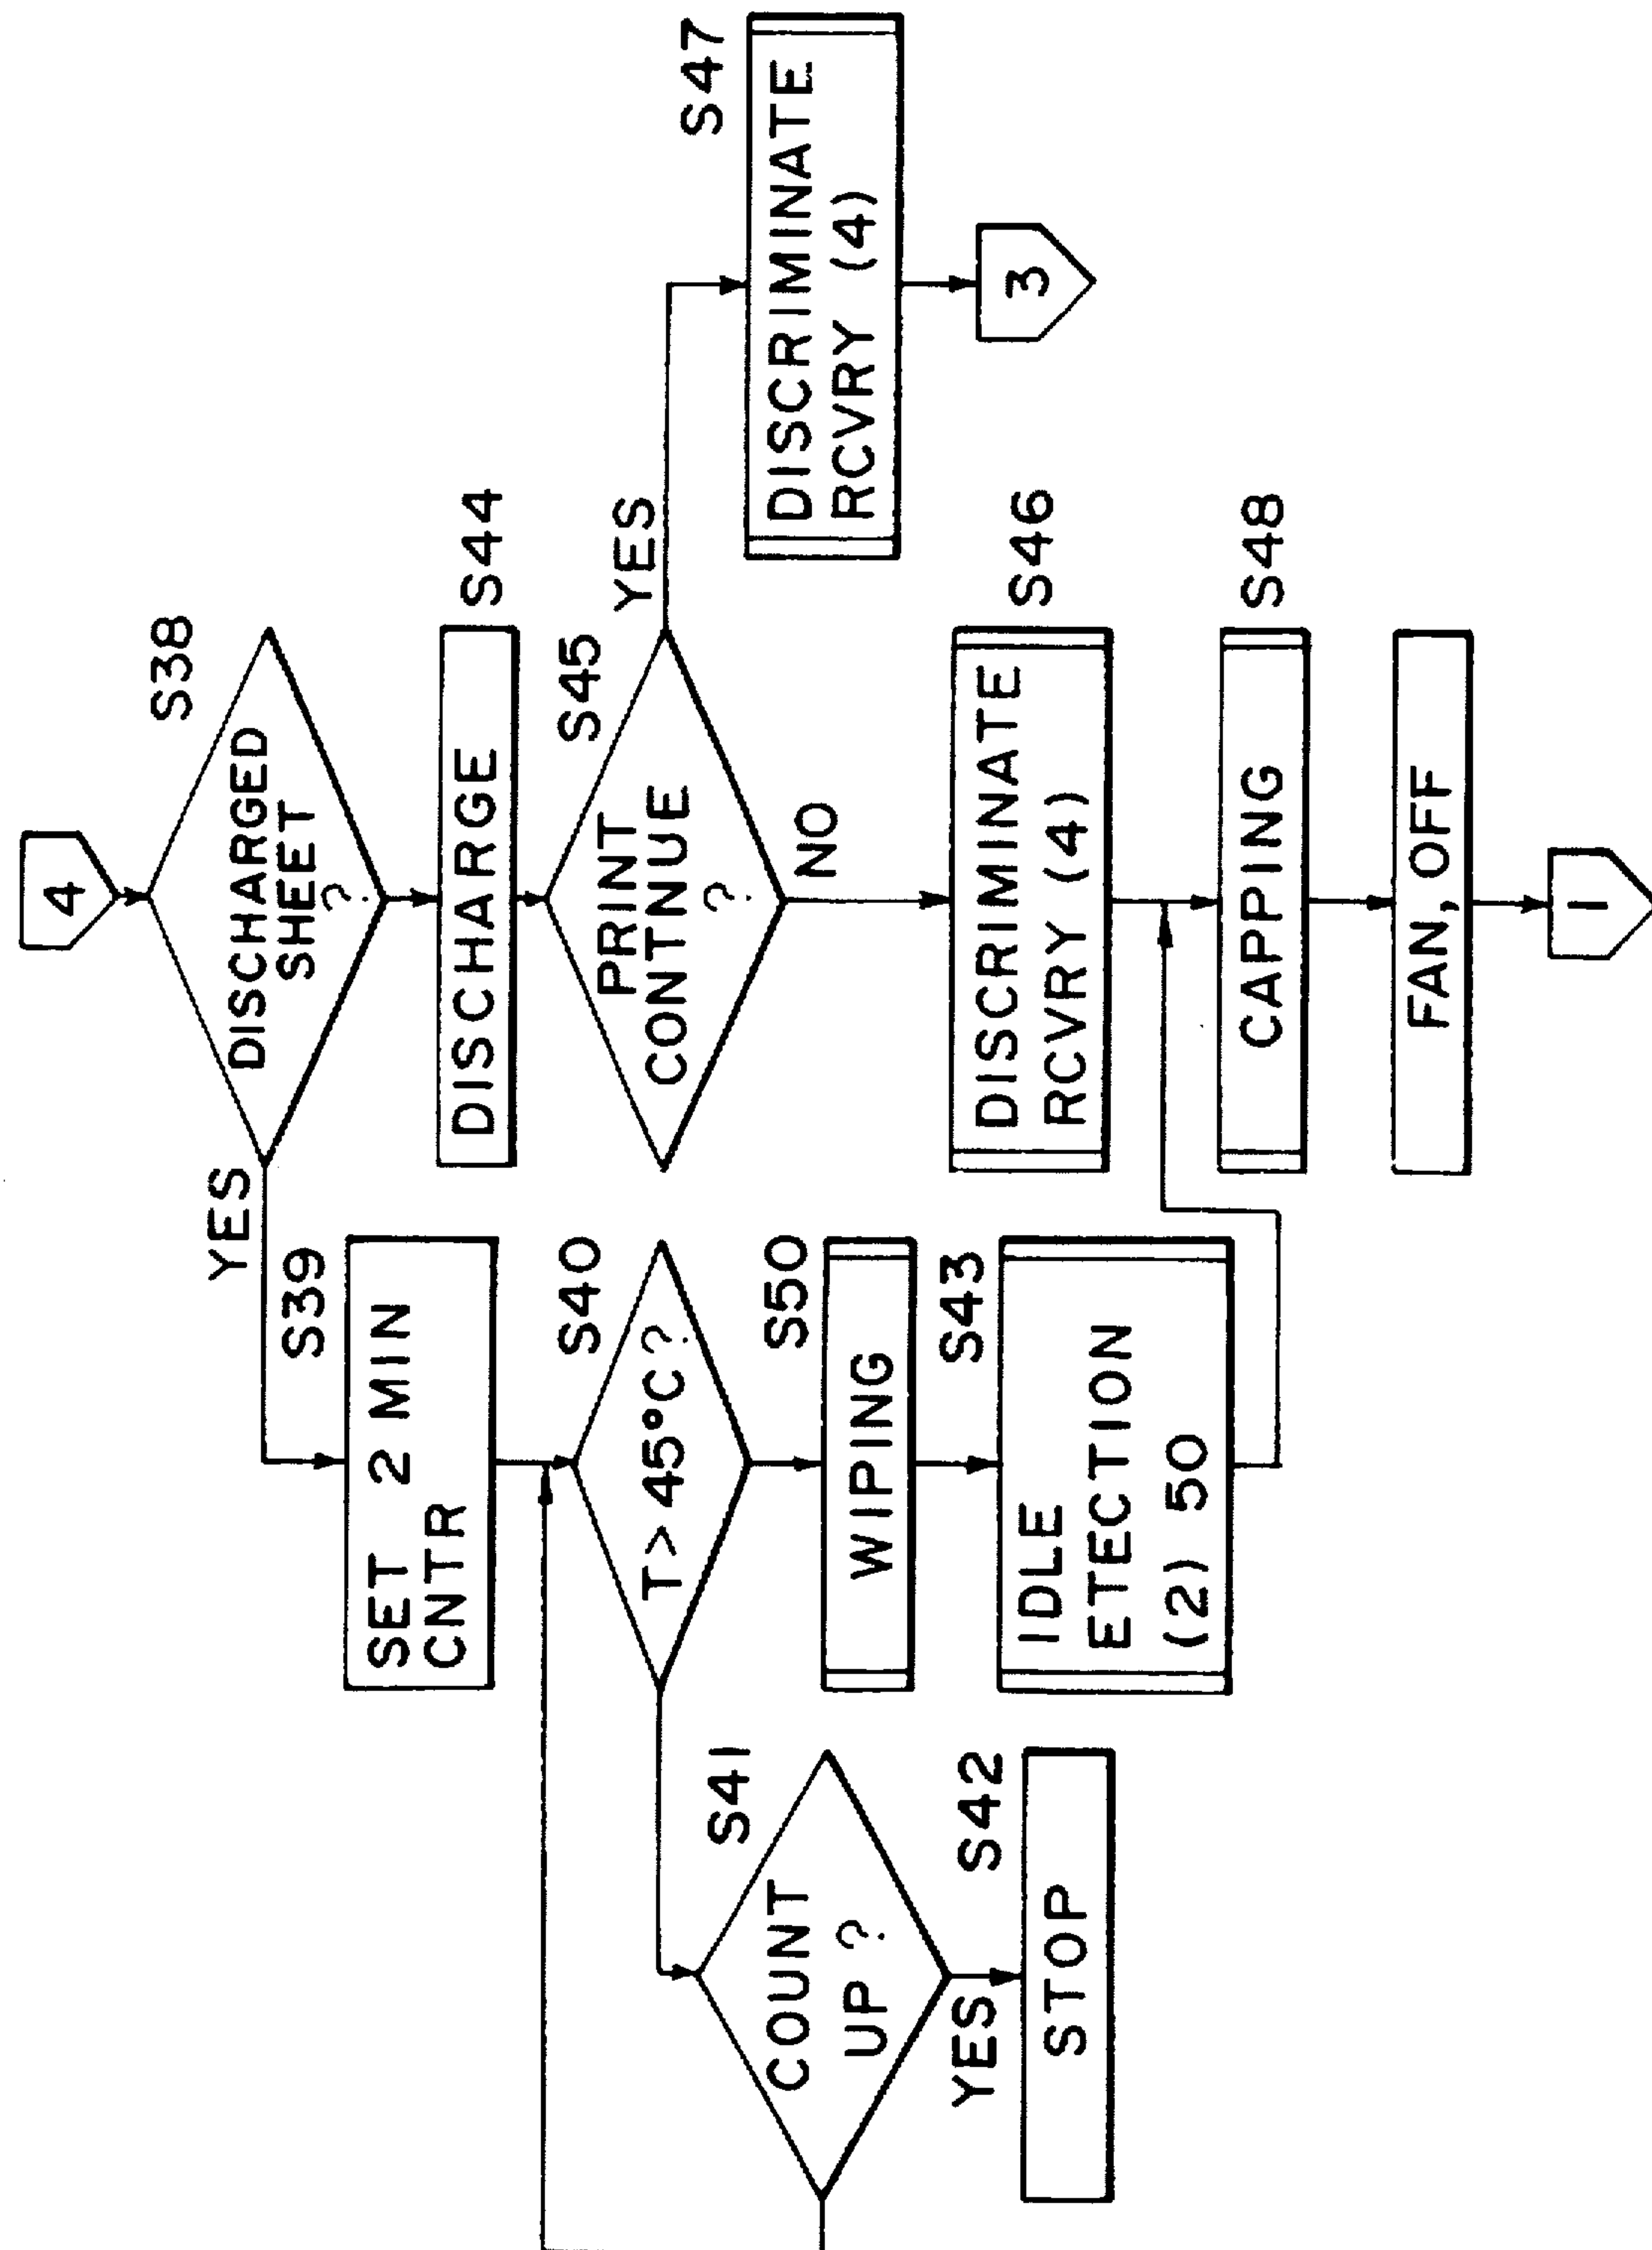 4
S38
DISCHARGED
SHEET
?
YES
S39
SET 2 MIN
CNTR
S44
DISCHARGE
S40
T> 45°C?
S45
PRINT
CONTINUE
?
YES
NO
S47
DISCRIMINATE
RCVRY (4)
3
S41
COUNT
UP ?
YES
S42
STOP
S50
WIPING
S43
IDLE
ETECTION
(2) 50
S46
DISCRIMINATE
RCVRY (4)
S48
CAPPING
FAN, OFF
1